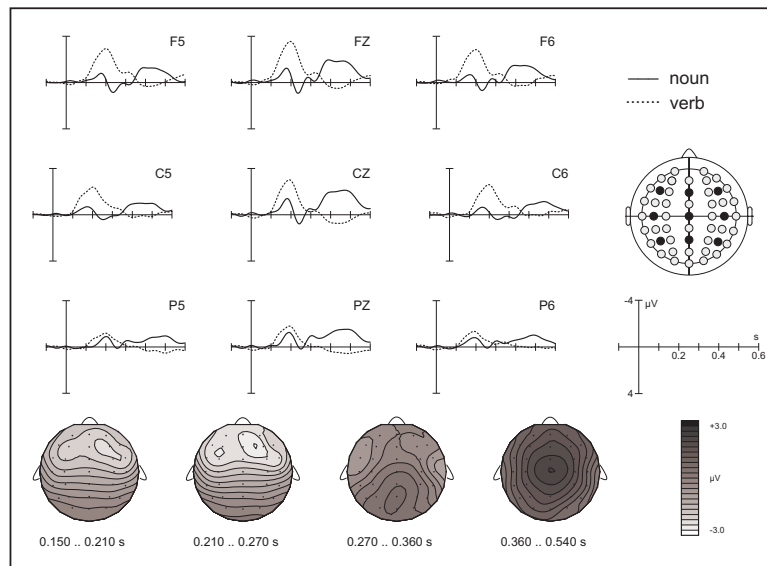 F5
FZ
F6
noun
verb
C5
CZ
C6
P5
PZ
P6
-4
µV
s
0.2
0.4
0.6
4
+3.0
µV
-3.0
0.150 .. 0.210 s
0.210 .. 0.270 s
0.270 .. 0.360 s
0.360 .. 0.540 s